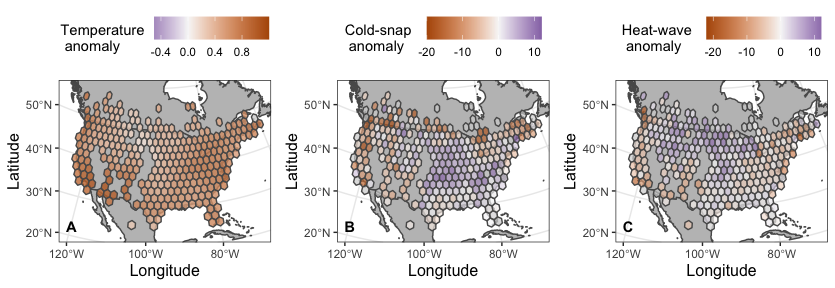 Temperature
anomaly
-0.4 0.0 0.4 0.8
Cold-snap
anomaly
-20 -10 0 10
Heat-wave
anomaly
-20 -10 0 10
50°N
40°N
30°N
20°N
Latitude
A
120°W 100°W 80°W
Longitude
50°N
40°N
30°N
20°N
Latitude
B
120°W 100°W 80°W
Longitude
50°N
40°N
30°N
20°N
Latitude
C
120°W 100°W 80°W
Longitude